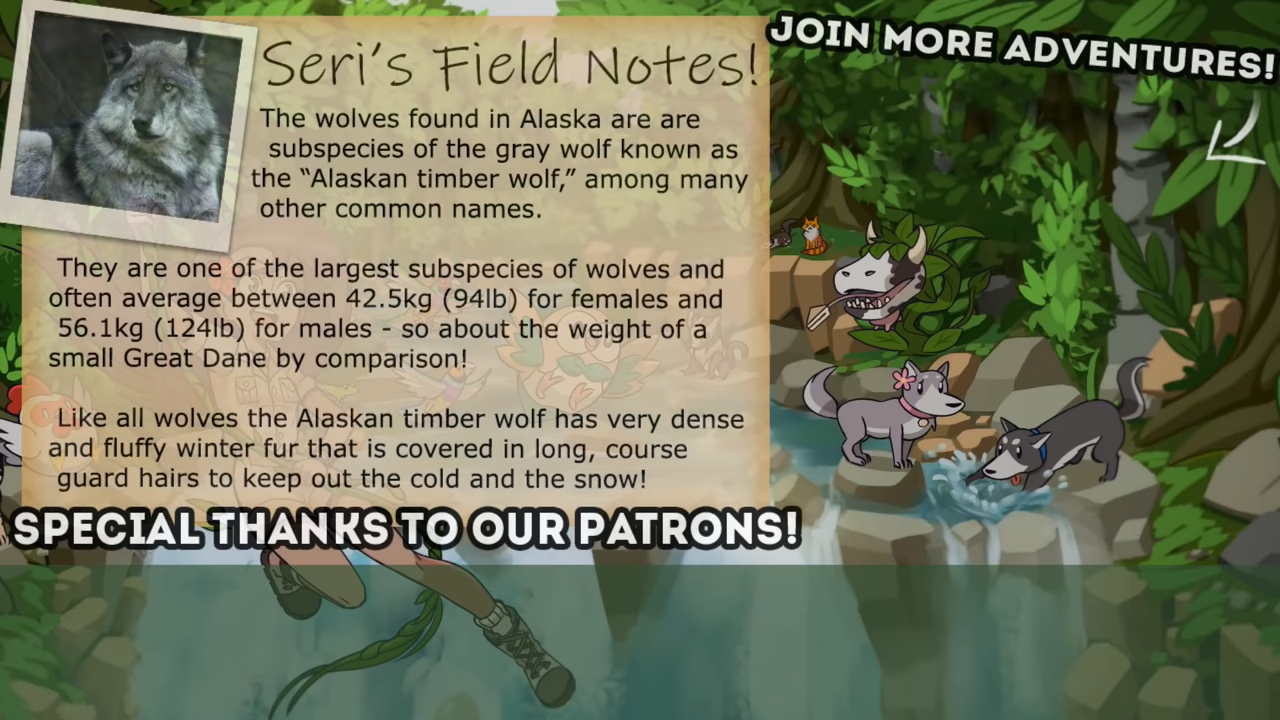 Seri's Field Notes!
The wolves found in Alaska are are
subspecies of the gray wolf known as
the “Alaskan timber wolf,” among many
other common names.
They are one of the largest subspecies of wolves and
often average between 42.5kg (94lb) for females and
56.1kg (124lb) for males - so about the weight of a
small Great Dane by comparison!
Like all wolves the Alaskan timber wolf has very dense
and fluffy winter fur that is covered in long, course
guard hairs to keep out the cold and the snow!
SPECIAL THANKS TO OUR PATRONS!
JOIN MORE ADVENTURES!